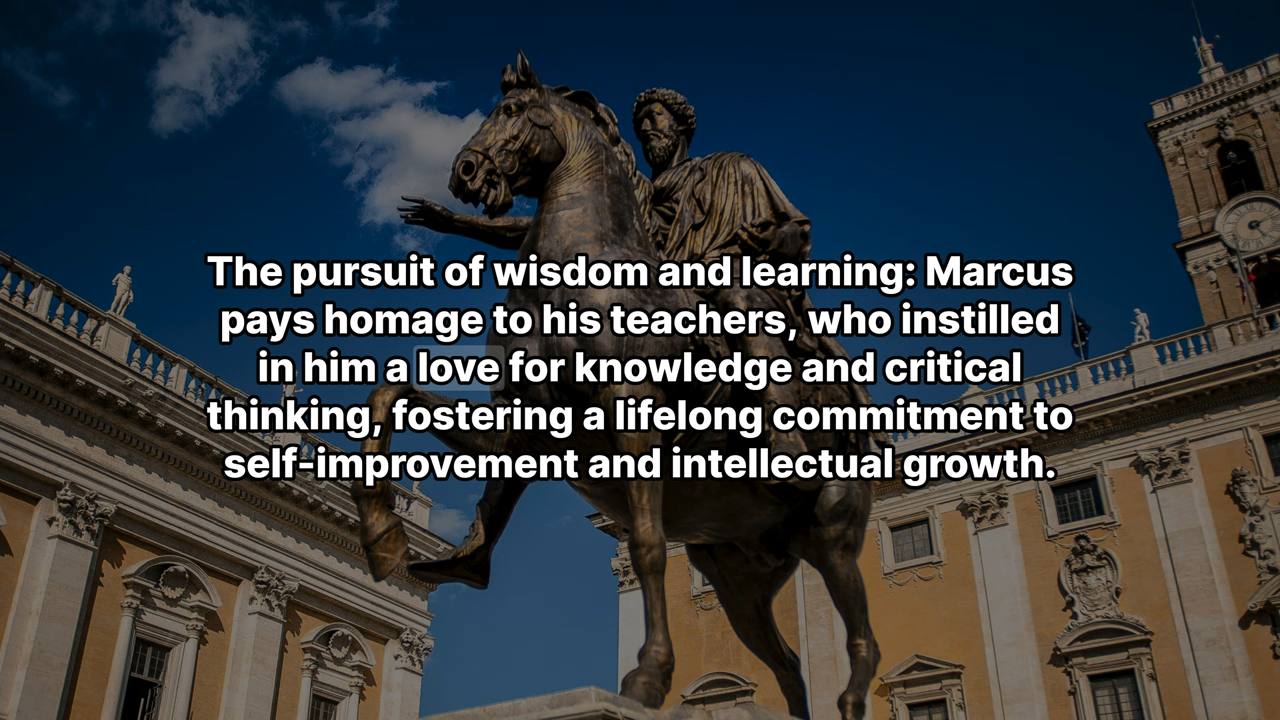 The pursuit of wisdom and learning: Marcus
pays homage to his teachers, who instilled
in him a love for knowledge and critical
thinking, fostering a lifelong commitment to
self-improvement and intellectual growth.